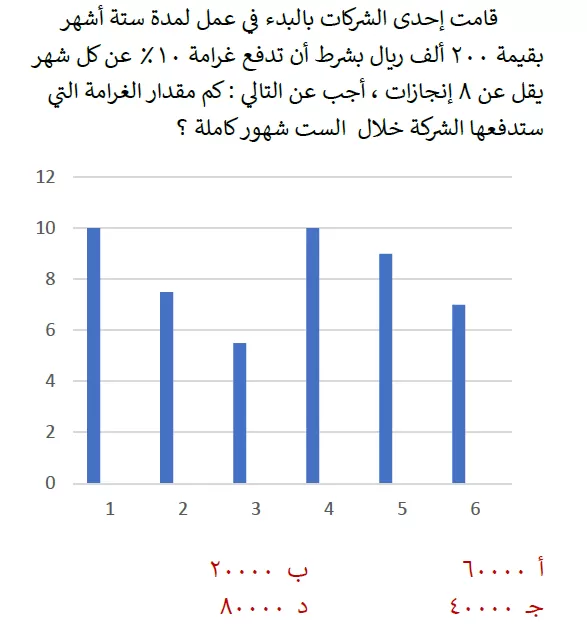 قامت إحدى الشركات بالبدء في عمل لمدة ستة أشهر
بقيمة ٢٠٠ ألف ريال بشرط أن تدفع غرامة ١٠٪ عن كل شهر
يقل عن ٨ إنجازات ، أجب عن التالي : كم مقدار الغرامة التي
ستدفعها الشركة خلال الست شهور كاملة ؟
12
10
8
6
4
2
0
1 2 3 4 5 6
أ ٦٠٠٠٠ ب ٢٠٠٠٠
جـ ٤٠٠٠٠ د ٨٠٠٠٠